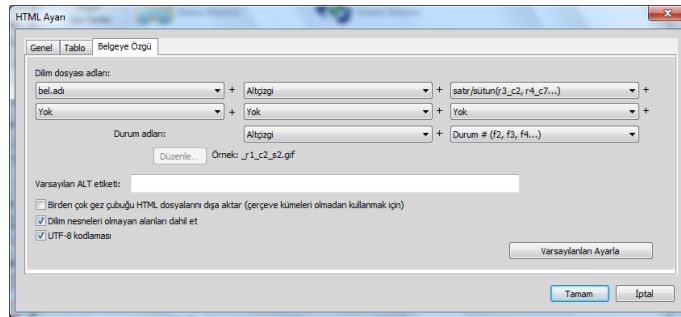 HTML Ayarı
Genel Tablo Belgeye Özgü
Dilim dosyası adları:
bel.adı + Altçizgi + satır/sütun(r3_c2, r4_c7...) +
Yok + Yok + Yok +
Durum adları: Altçizgi + Durum # (f2, f3, f4...)
Düzenle... Örnek: _r1_c2_s2.gif
Varsayılan ALT etiketi:
Birden çok gez çubuğu HTML dosyalarını dışa aktar (çerçeve kümeleri olmadan kullanmak için)
Dilim nesneleri olmayan alanları dahil et
UTF-8 kodlaması
Varsayılanları Ayarla
Tamam İptal